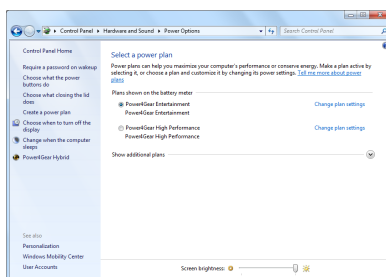 Control Panel ▸ Hardware and Sound ▸ Power Options
Search Control Panel
Control Panel Home
Require a password on wakeup
Choose what the power
buttons do
Choose what closing the lid
does
Create a power plan
Choose when to turn off the
display
Change when the computer
sleeps
Power4Gear Hybrid
See also
Personalization
Windows Mobility Center
User Accounts
Select a power plan
Power plans can help you maximize your computer's performance or conserve energy. Make a plan active by
selecting it, or choose a plan and customize it by changing its power settings. Tell me more about power
plans
Plans shown on the battery meter
Power4Gear Entertainment Change plan settings
Power4Gear Entertainment
Power4Gear High Performance Change plan settings
Power4Gear High Performance
Show additional plans
Screen brightness: